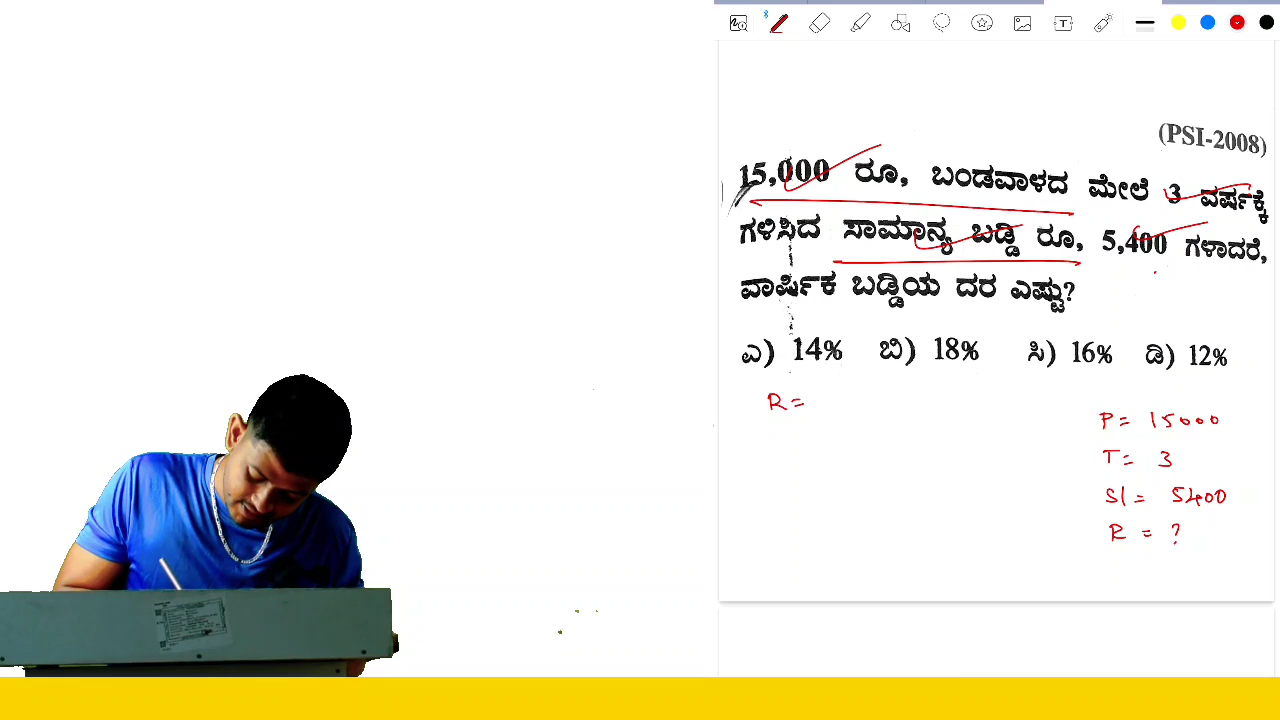 (PSI-2008)
15,000 ರೂ, ಬಂಡವಾಳದ ಮೇಲೆ 3 ವರ್ಷಕ್ಕೆ
ಗಳಿಸಿದ ಸಾಮಾನ್ಯ ಬಡ್ಡಿ ರೂ, 5,400 ಗಳಾದರೆ,
ವಾರ್ಷಿಕ ಬಡ್ಡಿಯ ದರ ಎಷ್ಟು?
ಎ) 14% ಬಿ) 18% ಸಿ) 16% ಡಿ) 12%
R=
P= 15000
T= 3
SI= 5400
R = ?